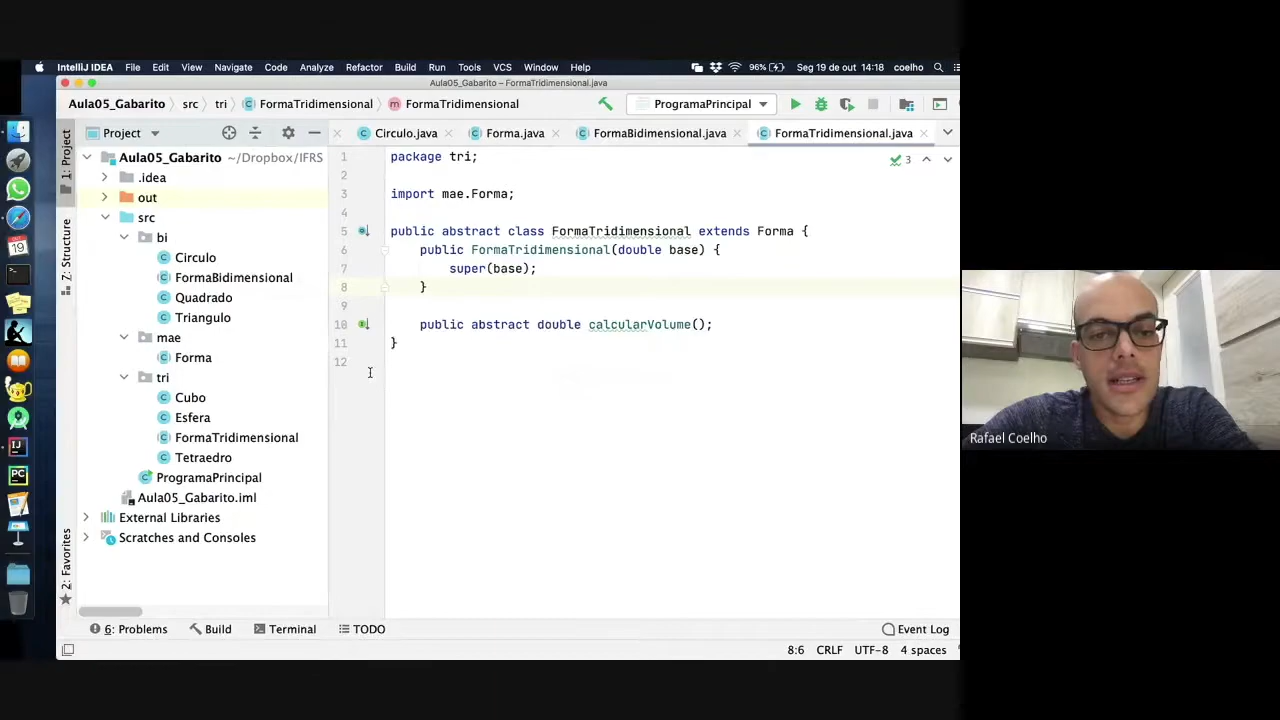 IntelliJ IDEA File Edit View Navigate Code Analyze Refactor Build Run Tools VCS Window Help 96% Seg 19 de out 14:18 coelho
Aula05_Gabarito – FormaTridimensional.java
Aula05_Gabarito src tri FormaTridimensional m FormaTridimensional ProgramaPrincipal
1: Project
Project
Circulo.java Forma.java FormaBidimensional.java FormaTridimensional.java
Aula05_Gabarito ~/Dropbox/IFRS
.idea
out
src
bi
Circulo
FormaBidimensional
Quadrado
Triangulo
mae
Forma
tri
Cubo
Esfera
FormaTridimensional
Tetraedro
ProgramaPrincipal
Aula05_Gabarito.iml
External Libraries
Scratches and Consoles
Z: Structure
2: Favorites
3
1 package tri;
2
3 import mae.Forma;
4
5 public abstract class FormaTridimensional extends Forma {
6 public FormaTridimensional(double base) {
7 super(base);
8 }
9
10 public abstract double calcularVolume();
11 }
12
6: Problems Build Terminal TODO Event Log
8:6 CRLF UTF-8 4 spaces
Rafael Coelho